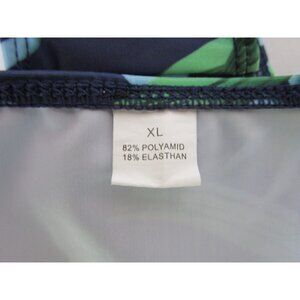 XL
82% POLYAMID
18% ELASTHAN